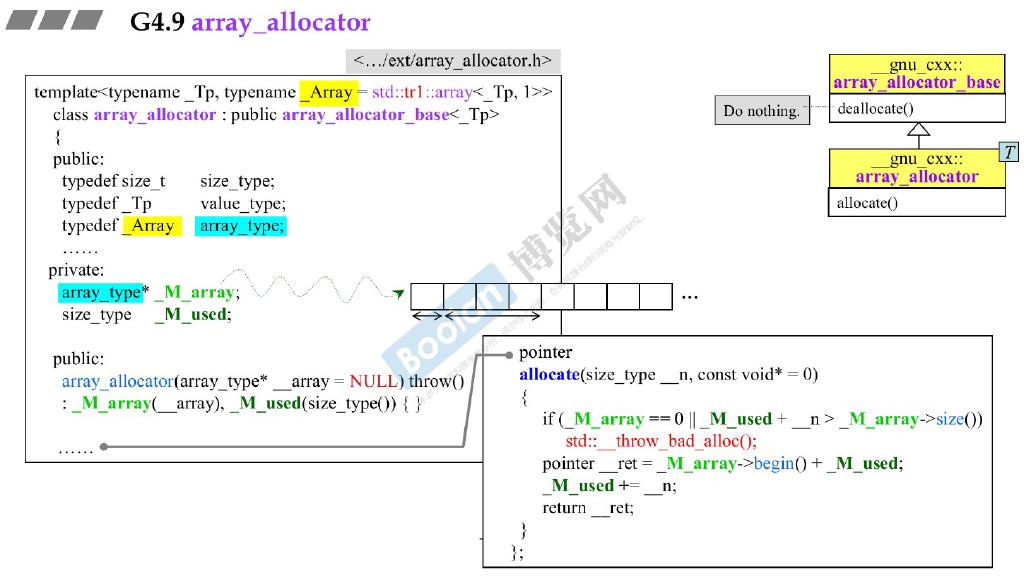 G4.9 array_allocator
<…/ext/array_allocator.h>
template<typename _Tp, typename _Array = std::tr1::array<_Tp, 1>>
class array_allocator : public array_allocator_base<_Tp>
{
public:
typedef size_t size_type;
typedef _Tp value_type;
typedef _Array array_type;
……
private:
array_type* _M_array;
size_type _M_used;
public:
array_allocator(array_type* __array = NULL) throw()
: _M_array(__array), _M_used(size_type()) { }
……
...
pointer
allocate(size_type __n, const void* = 0)
{
if (_M_array == 0 || _M_used + __n > _M_array->size())
std::__throw_bad_alloc();
pointer __ret = _M_array->begin() + _M_used;
_M_used += __n;
return __ret;
}
};
__gnu_cxx::
array_allocator_base
Do nothing.
deallocate()
T
__gnu_cxx::
array_allocator
allocate()
Boolan 博览网